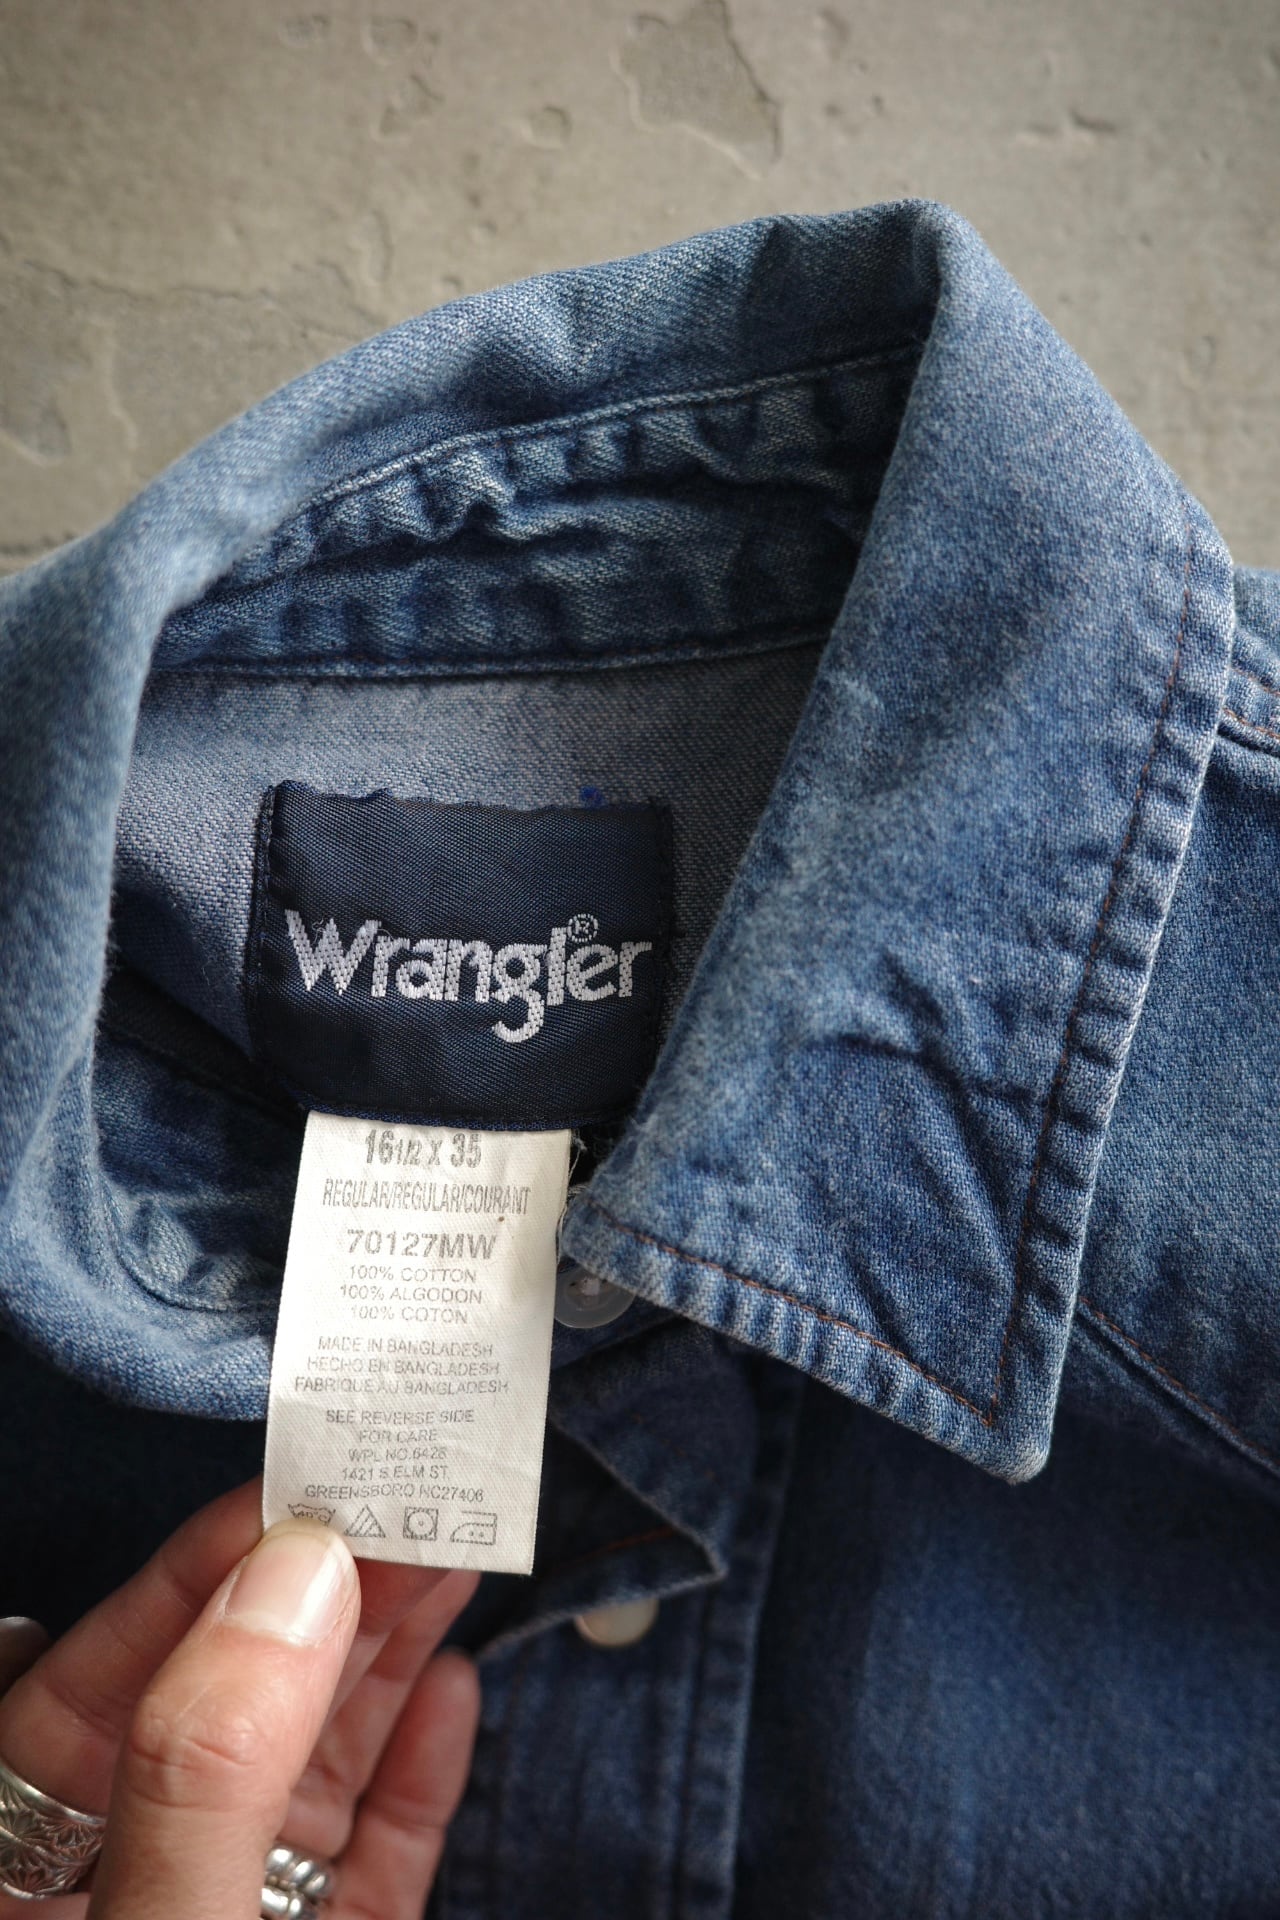 Wrangler®
16 1/2 X 35
REGULAR/REGULAR/COURANT
70127MW
100% COTTON
100% ALGODON
100% COTON
MADE IN BANGLADESH
HECHO EN BANGLADESH
FABRIQUE AU BANGLADESH
SEE REVERSE SIDE
FOR CARE
WPL NO.6428
1421 S.ELM ST.
GREENSBORO NC27406
40°C